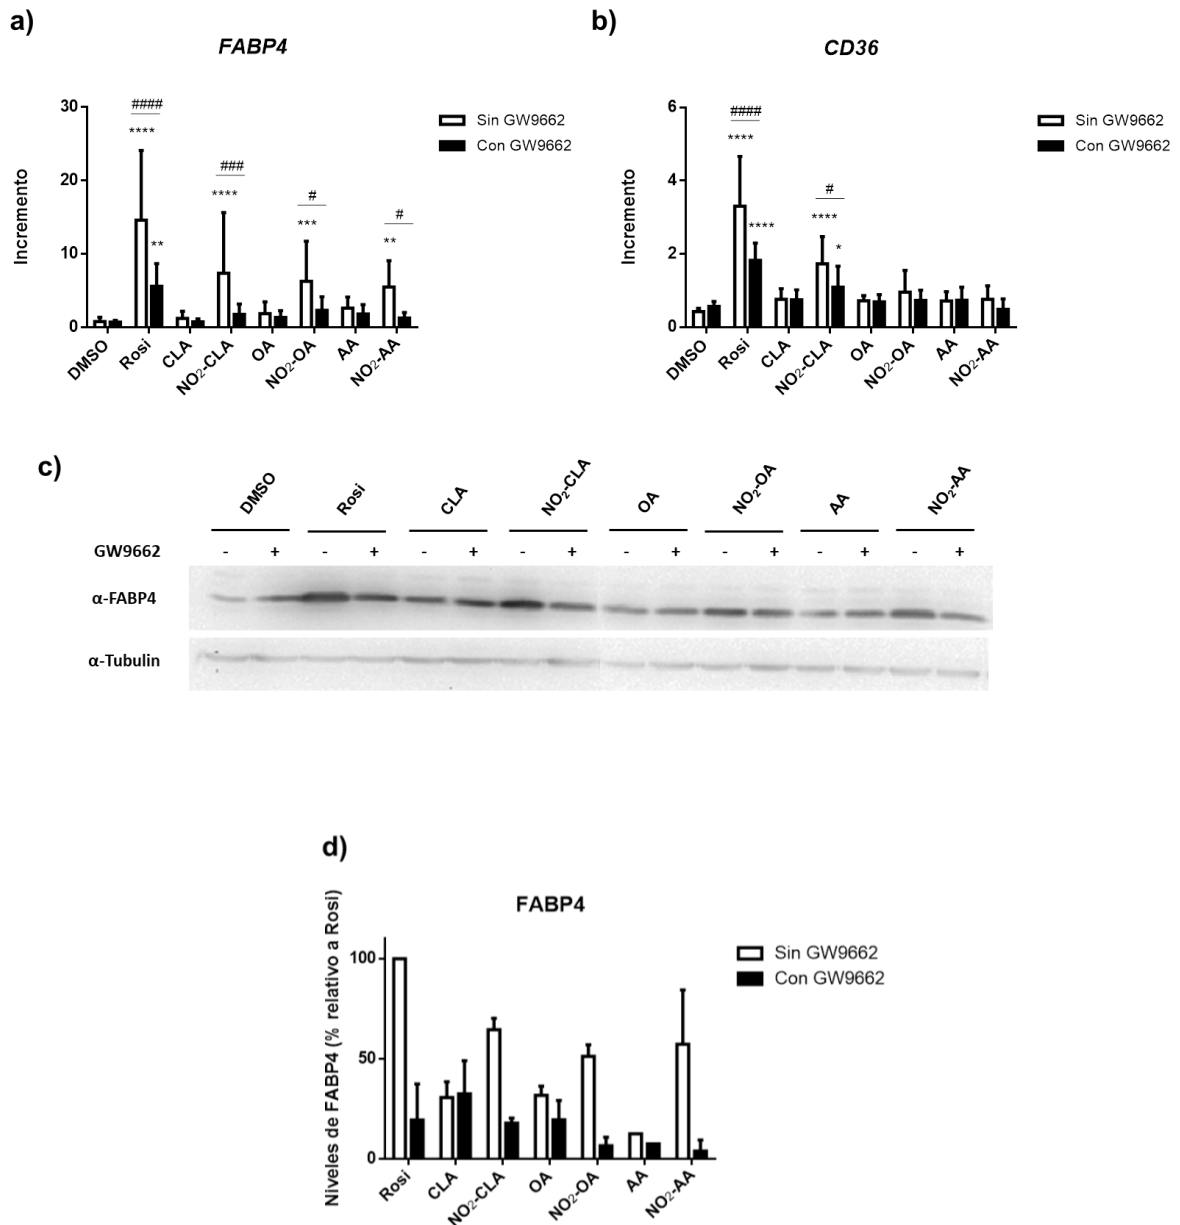 a)
FABP4
30
20
10
0
Incremento
####
****
**
###
****
#
***
#
**
Sin GW9662
Con GW9662
DMSO
Rosi
CLA
NO2-CLA
OA
NO2-OA
AA
NO2-AA
b)
CD36
6
4
2
0
Incremento
####
****
****
#
****
*
Sin GW9662
Con GW9662
DMSO
Rosi
CLA
NO2-CLA
OA
NO2-OA
AA
NO2-AA
c)
DMSO Rosi CLA NO2-CLA OA NO2-OA AA NO2-AA
GW9662 - + - + - + - + - + - + - + - +
α-FABP4
α-Tubulin
d)
FABP4
Niveles de FABP4 (% relativo a Rosi)
100
50
0
Sin GW9662
Con GW9662
Rosi
CLA
NO2-CLA
OA
NO2-OA
AA
NO2-AA